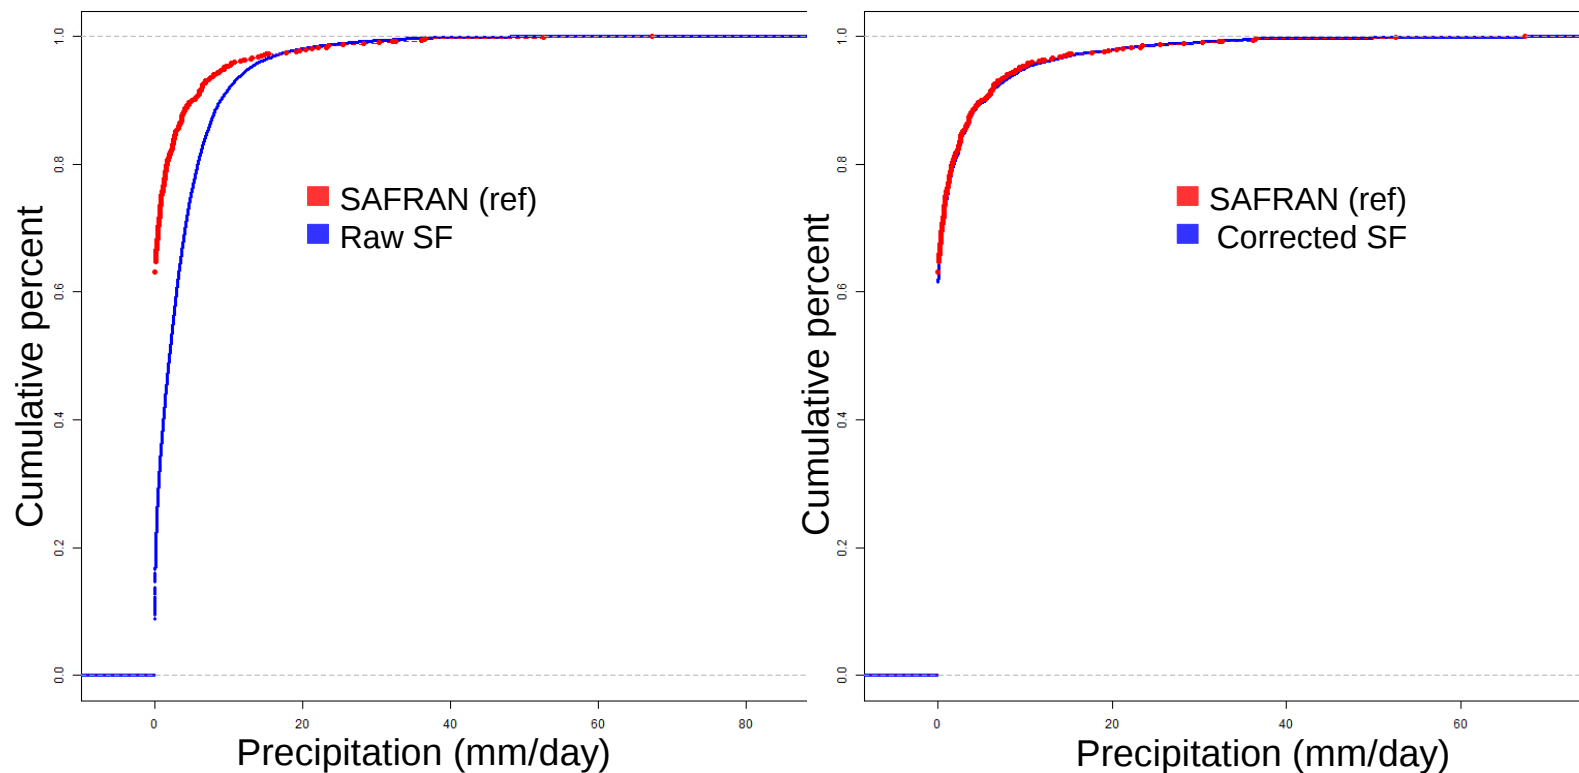 1.0
0.8
0.6
0.4
0.2
0.0
Cumulative percent
SAFRAN (ref)
Raw SF
0 20 40 60 80
Precipitation (mm/day)
1.0
0.8
0.6
0.4
0.2
0.0
Cumulative percent
SAFRAN (ref)
Corrected SF
0 20 40 60
Precipitation (mm/day)